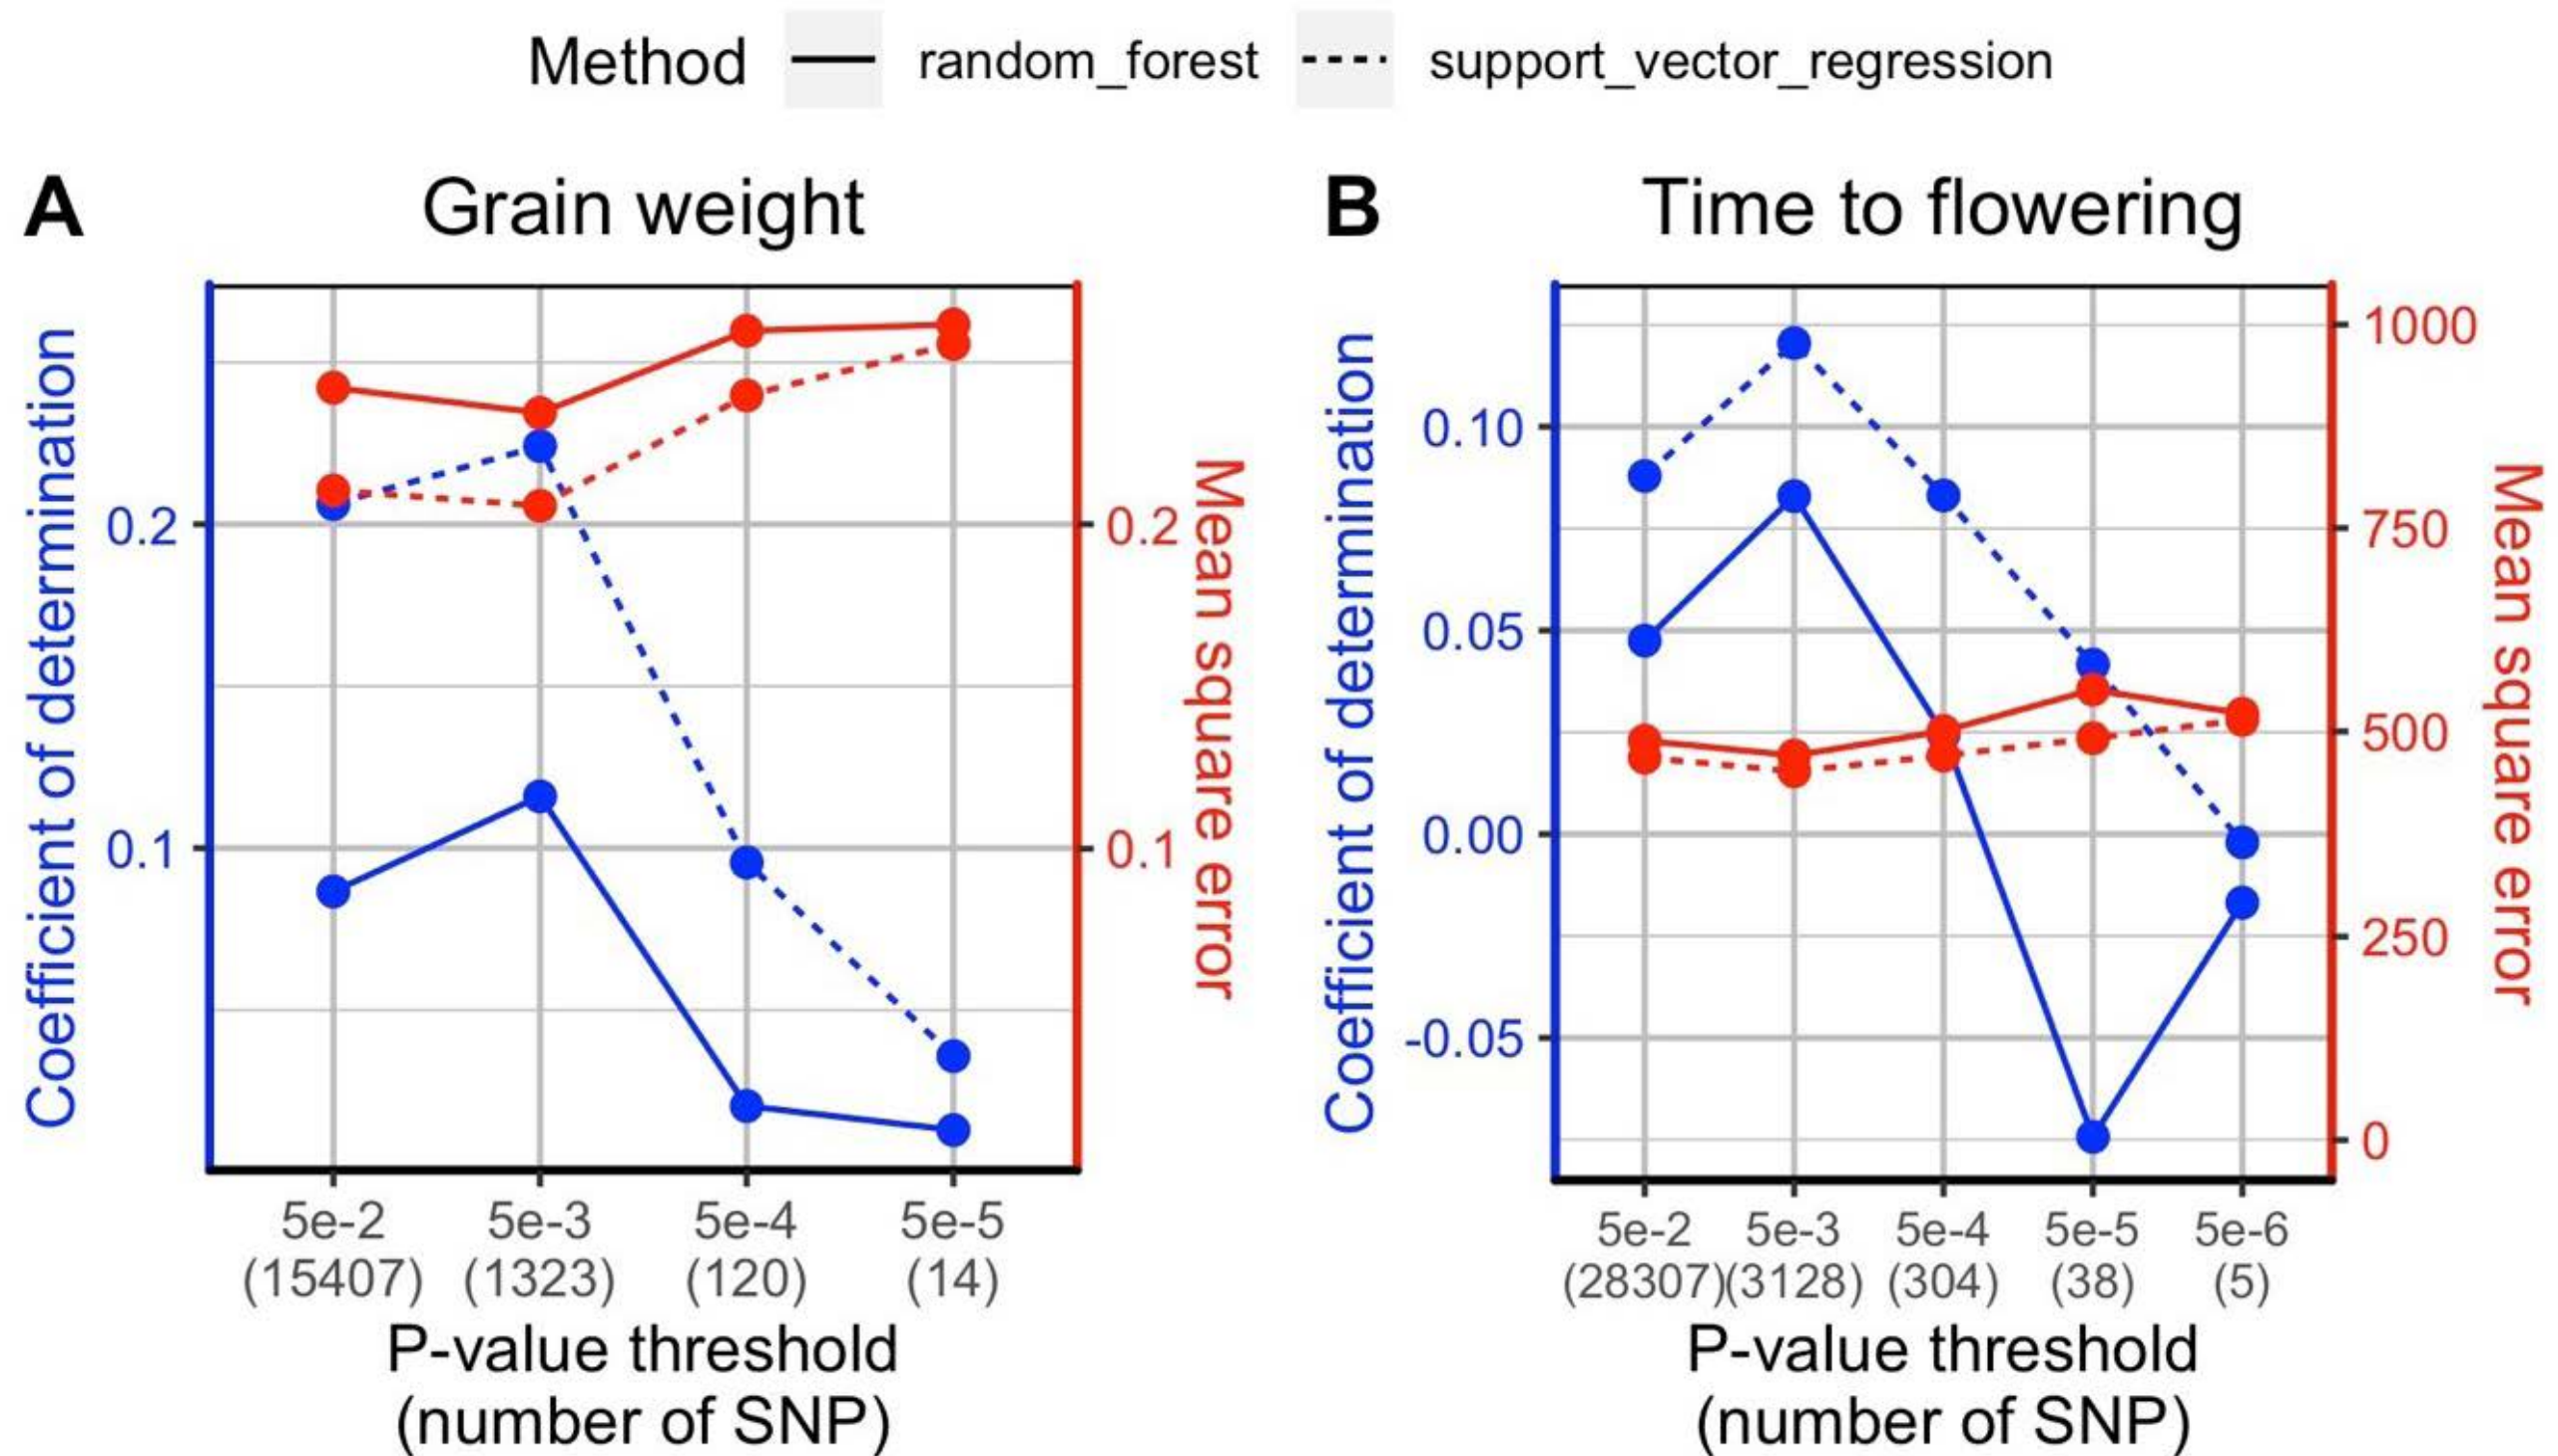 Method random_forest support_vector_regression
A Grain weight
Coefficient of determination
0.2
0.1
0.2
0.1
Mean square error
5e-2 5e-3 5e-4 5e-5
(15407) (1323) (120) (14)
P-value threshold
(number of SNP)
B Time to flowering
Coefficient of determination
0.10
0.05
0.00
-0.05
1000
750
500
250
0
Mean square error
5e-2 5e-3 5e-4 5e-5 5e-6
(28307) (3128) (304) (38) (5)
P-value threshold
(number of SNP)